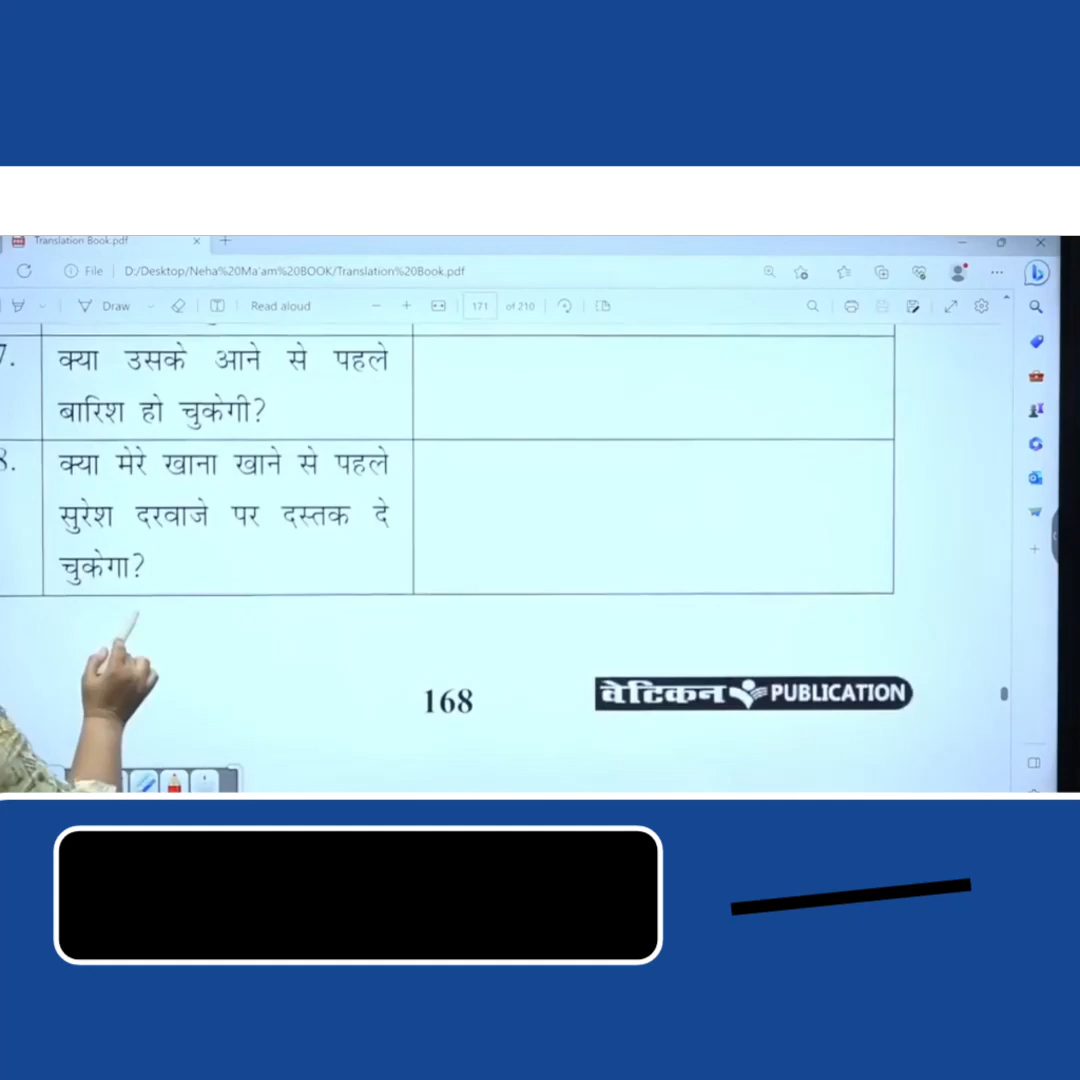 Translation Book.pdf
File D:/Desktop/Neha%20Ma'am%20BOOK/Translation%20Book.pdf
Draw Read aloud 171 of 210
7. क्या उसके आने से पहले
बारिश हो चुकेगी?
8. क्या मेरे खाना खाने से पहले
सुरेश दरवाजे पर दस्तक दे
चुकेगा?
168
वेटिकन PUBLICATION